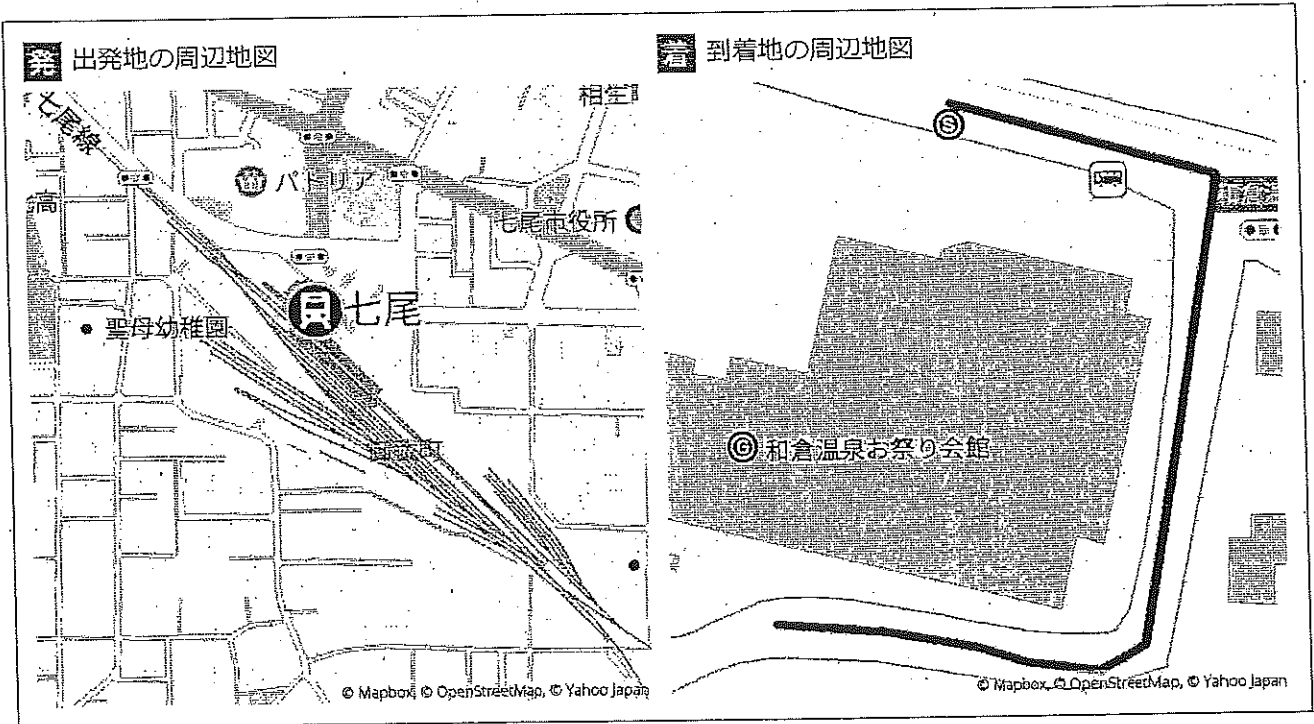 発 出発地の周辺地図
七尾線
相生
パトリア
高
七尾市役所
七尾
聖母幼稚園
© Mapbox, © OpenStreetMap, © Yahoo Japan
着 到着地の周辺地図
S
G 和倉温泉お祭り会館
© Mapbox, © OpenStreetMap, © Yahoo Japan